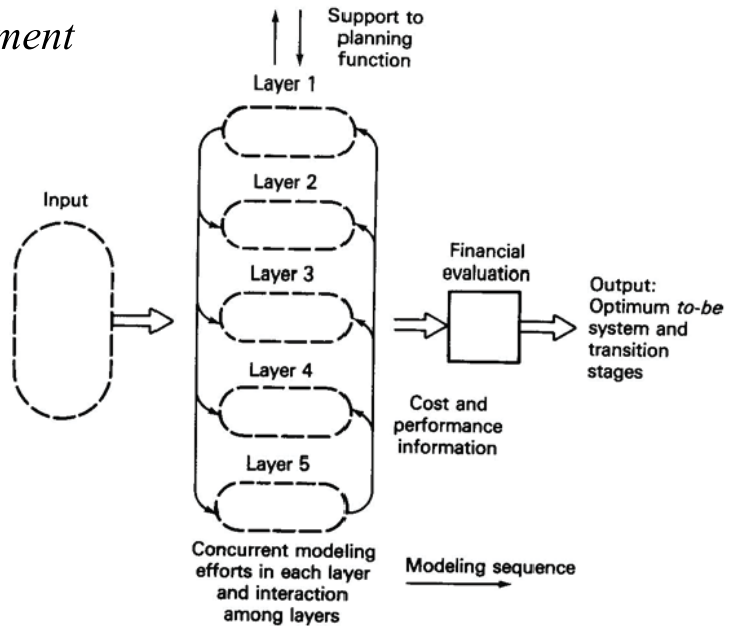 Support to
planning
function
Layer 1
Layer 2
Input
Layer 3
Financial
evaluation
Output:
Optimum to-be
system and
transition
stages
Layer 4
Cost and
performance
information
Layer 5
Concurrent modeling
efforts in each layer
and interaction
among layers
Modeling sequence